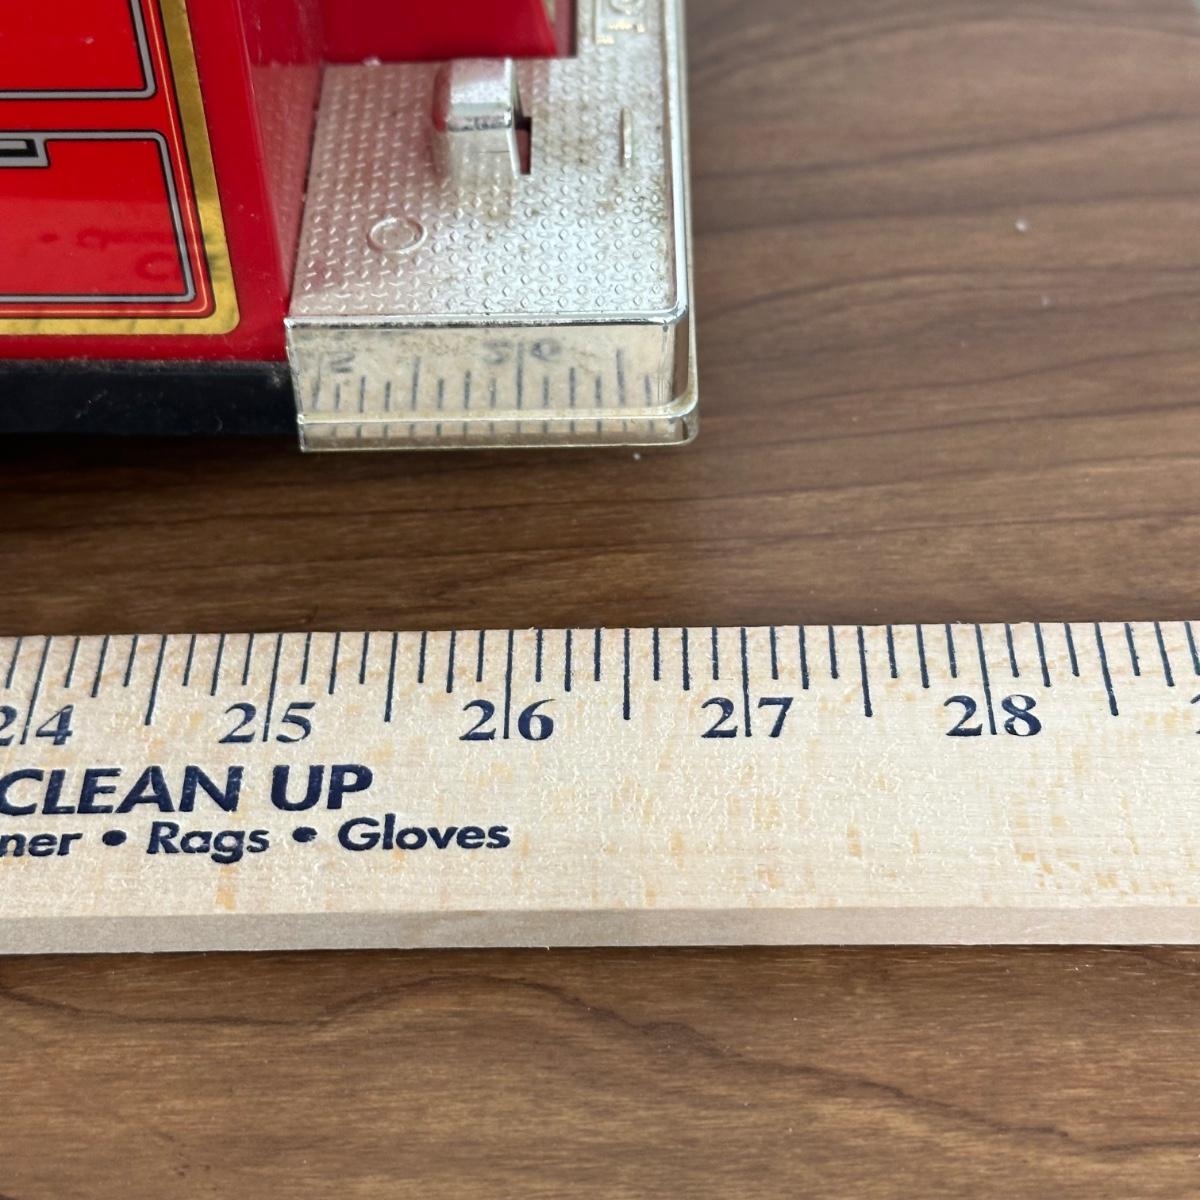 24 25 26 27 28
CLEAN UP
ner • Rags • Gloves